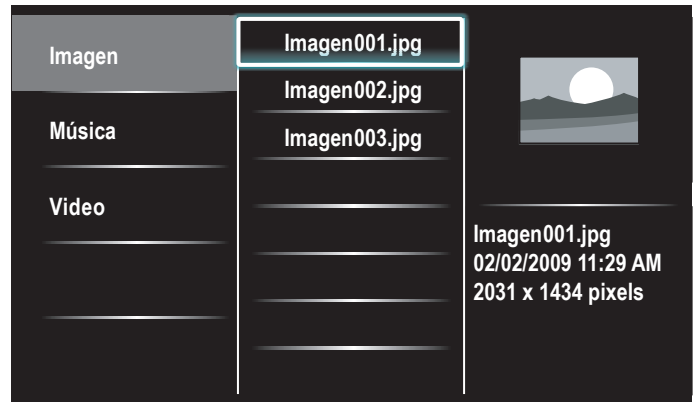 Imagen
Música
Video
Imagen001.jpg
Imagen002.jpg
Imagen003.jpg
Imagen001.jpg
02/02/2009 11:29 AM
2031 x 1434 pixels